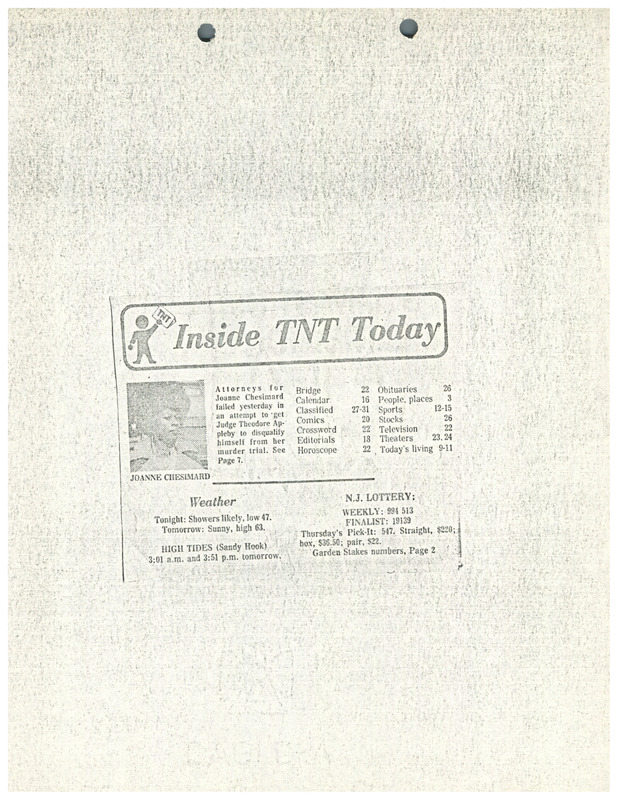 TNT
Inside TNT Today
Attorneys for
Joanne Chesimard
failed yesterday in
an attempt to get
Judge Theodore Ap-
pleby to disqualify
himself from her
murder trial. See
Page 7.
JOANNE CHESIMARD
Bridge 22
Calendar 16
Classified 27-31
Comics 20
Crossword 22
Editorials 18
Horoscope 22
Obituaries 26
People, places 3
Sports 12-15
Stocks 26
Television 22
Theaters 23, 24
Today's living 9-11
Weather
Tonight: Showers likely, low 47.
Tomorrow: Sunny, high 63.
HIGH TIDES (Sandy Hook)
3:01 a.m. and 3:51 p.m. tomorrow.
N.J. LOTTERY:
WEEKLY: 994 513
FINALIST: 19139
Thursday's Pick-It: 547. Straight, $220;
box, $36.50; pair, $22.
Garden Stakes numbers, Page 2